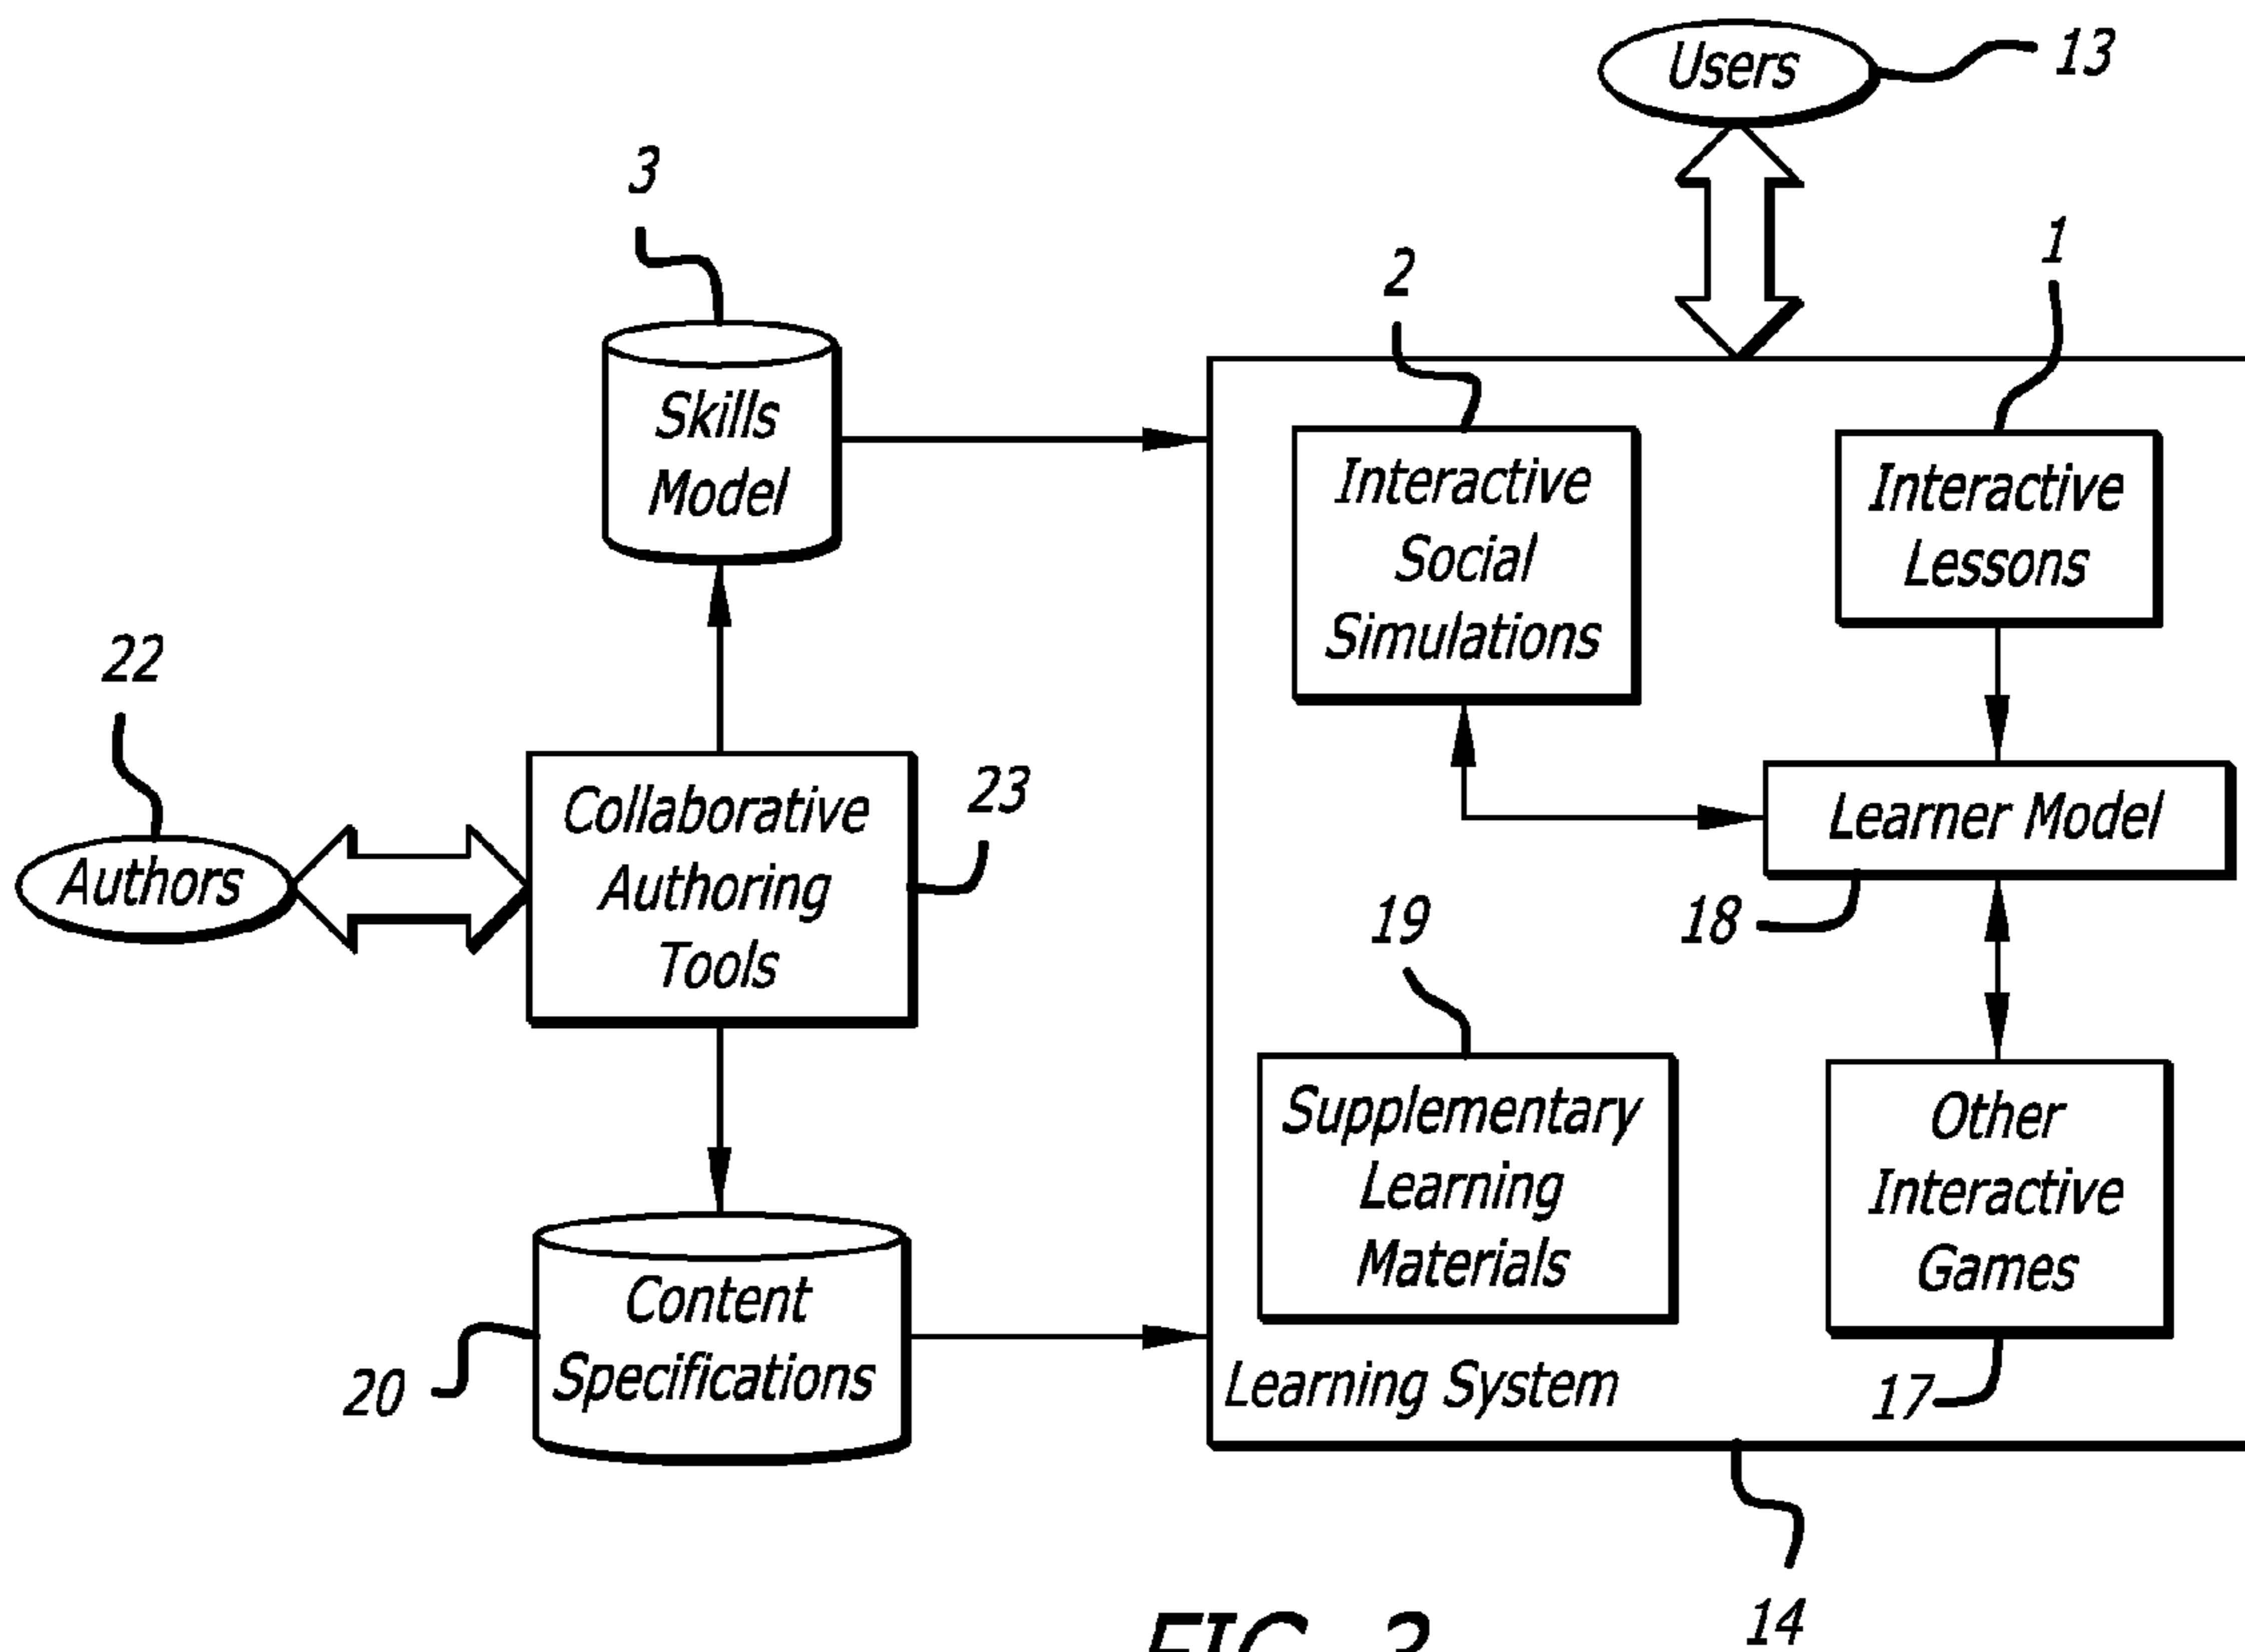 Users
13
3
2
1
Skills
Model
Interactive
Social
Simulations
Interactive
Lessons
22
Authors
Collaborative
Authoring
Tools
23
Learner Model
18
19
Supplementary
Learning
Materials
Other
Interactive
Games
17
Content
Specifications
20
Learning System
14